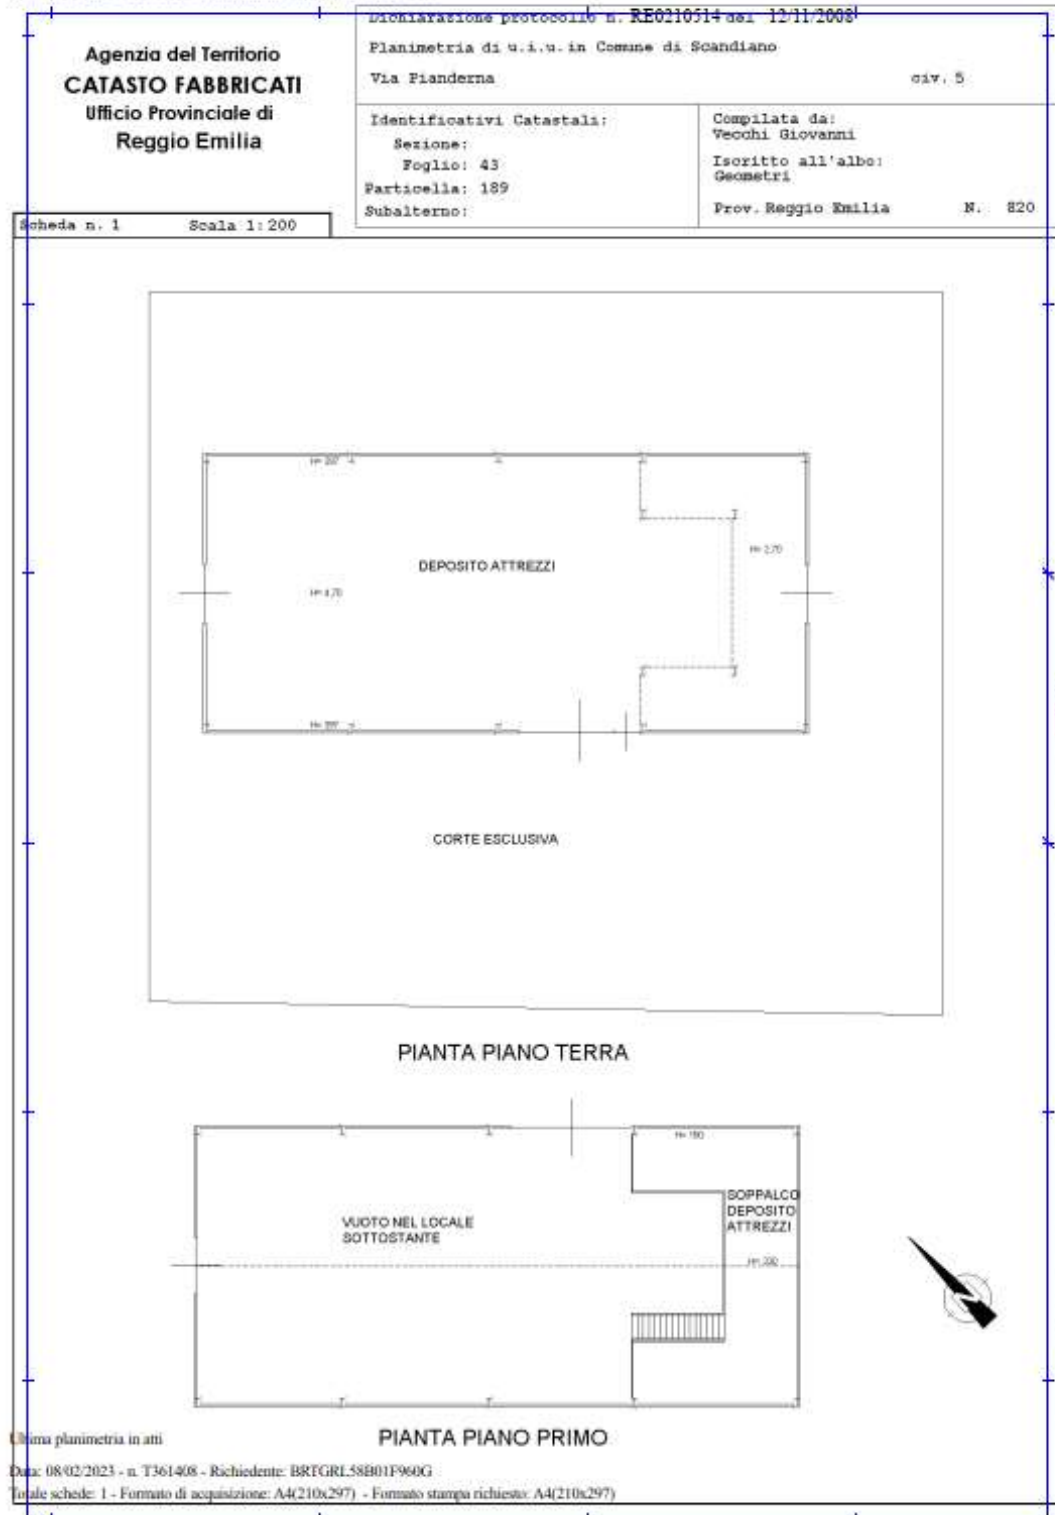 Dichiarazione protocollo n. RE0210514 del 12/11/2008
Agenzia del Territorio
CATASTO FABBRICATI
Ufficio Provinciale di
Reggio Emilia
Planimetria di u.i.u. in Comune di Scandiano
Via Pianderna civ. 5
Identificativi Catastali:
Sezione:
Foglio: 43
Particella: 189
Subalterno:
Compilata da:
Vecchi Giovanni
Iscritto all'albo:
Geometri
Prov. Reggio Emilia N. 820
Scheda n. 1 Scala 1:200
H= 2,70
DEPOSITO ATTREZZI
H= 4,70
CORTE ESCLUSIVA
PIANTA PIANO TERRA
SOPPALCO
DEPOSITO
ATTREZZI
VUOTO NEL LOCALE
SOTTOSTANTE
N
PIANTA PIANO PRIMO
Ultima planimetria in atti
Data: 08/02/2023 - n. T361408 - Richiedente: BRTGRL58B01F960G
Totale schede: 1 - Formato di acquisizione: A4(210x297) - Formato stampa richiesto: A4(210x297)